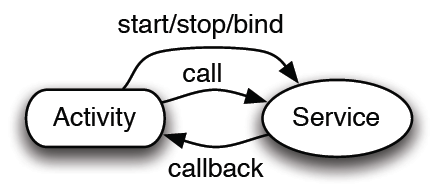 start/stop/bind
call
Activity
Service
callback